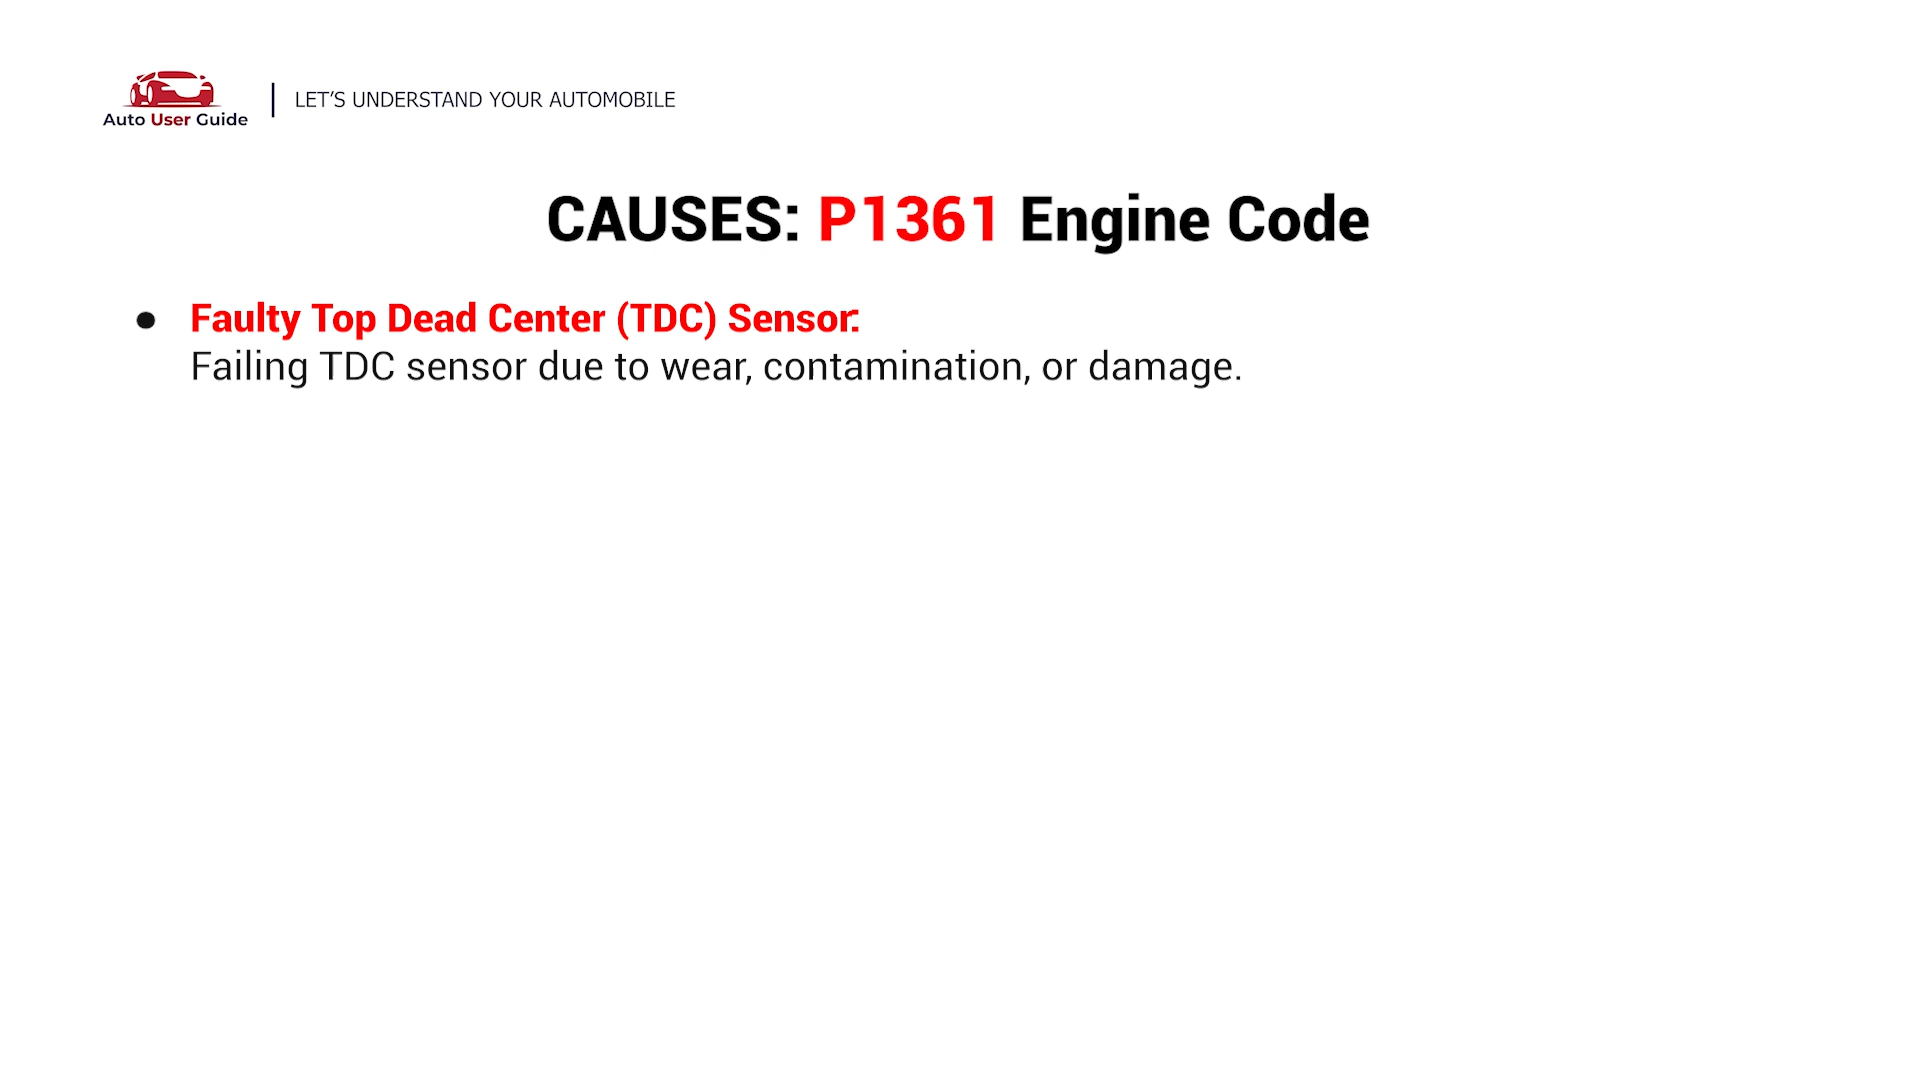 Auto User Guide
LET’S UNDERSTAND YOUR AUTOMOBILE
CAUSES: P1361 Engine Code
● Faulty Top Dead Center (TDC) Sensor:
Failing TDC sensor due to wear, contamination, or damage.